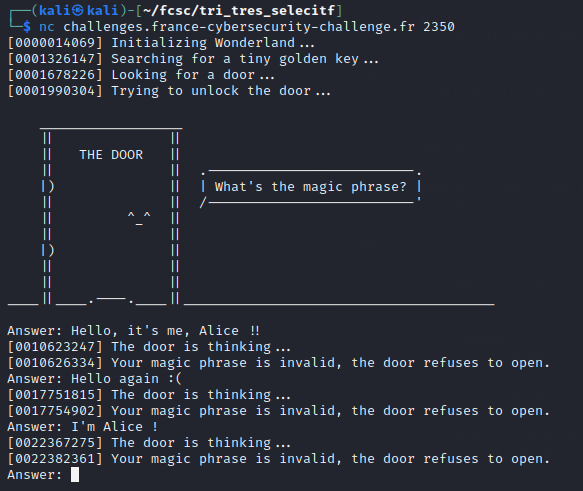 ┌──(kali㉿kali)-[~/fcsc/tri_tres_selecitf]
└─$ nc challenges.france-cybersecurity-challenge.fr 2350
[0000014069] Initializing Wonderland...
[0001326147] Searching for a tiny golden key...
[0001678226] Looking for a door...
[0001990304] Trying to unlock the door...
THE DOOR
What's the magic phrase?
^_^
Answer: Hello, it's me, Alice !!
[0010623247] The door is thinking...
[0010626334] Your magic phrase is invalid, the door refuses to open.
Answer: Hello again :(
[0017751815] The door is thinking...
[0017754902] Your magic phrase is invalid, the door refuses to open.
Answer: I'm Alice !
[0022367275] The door is thinking...
[0022382361] Your magic phrase is invalid, the door refuses to open.
Answer: